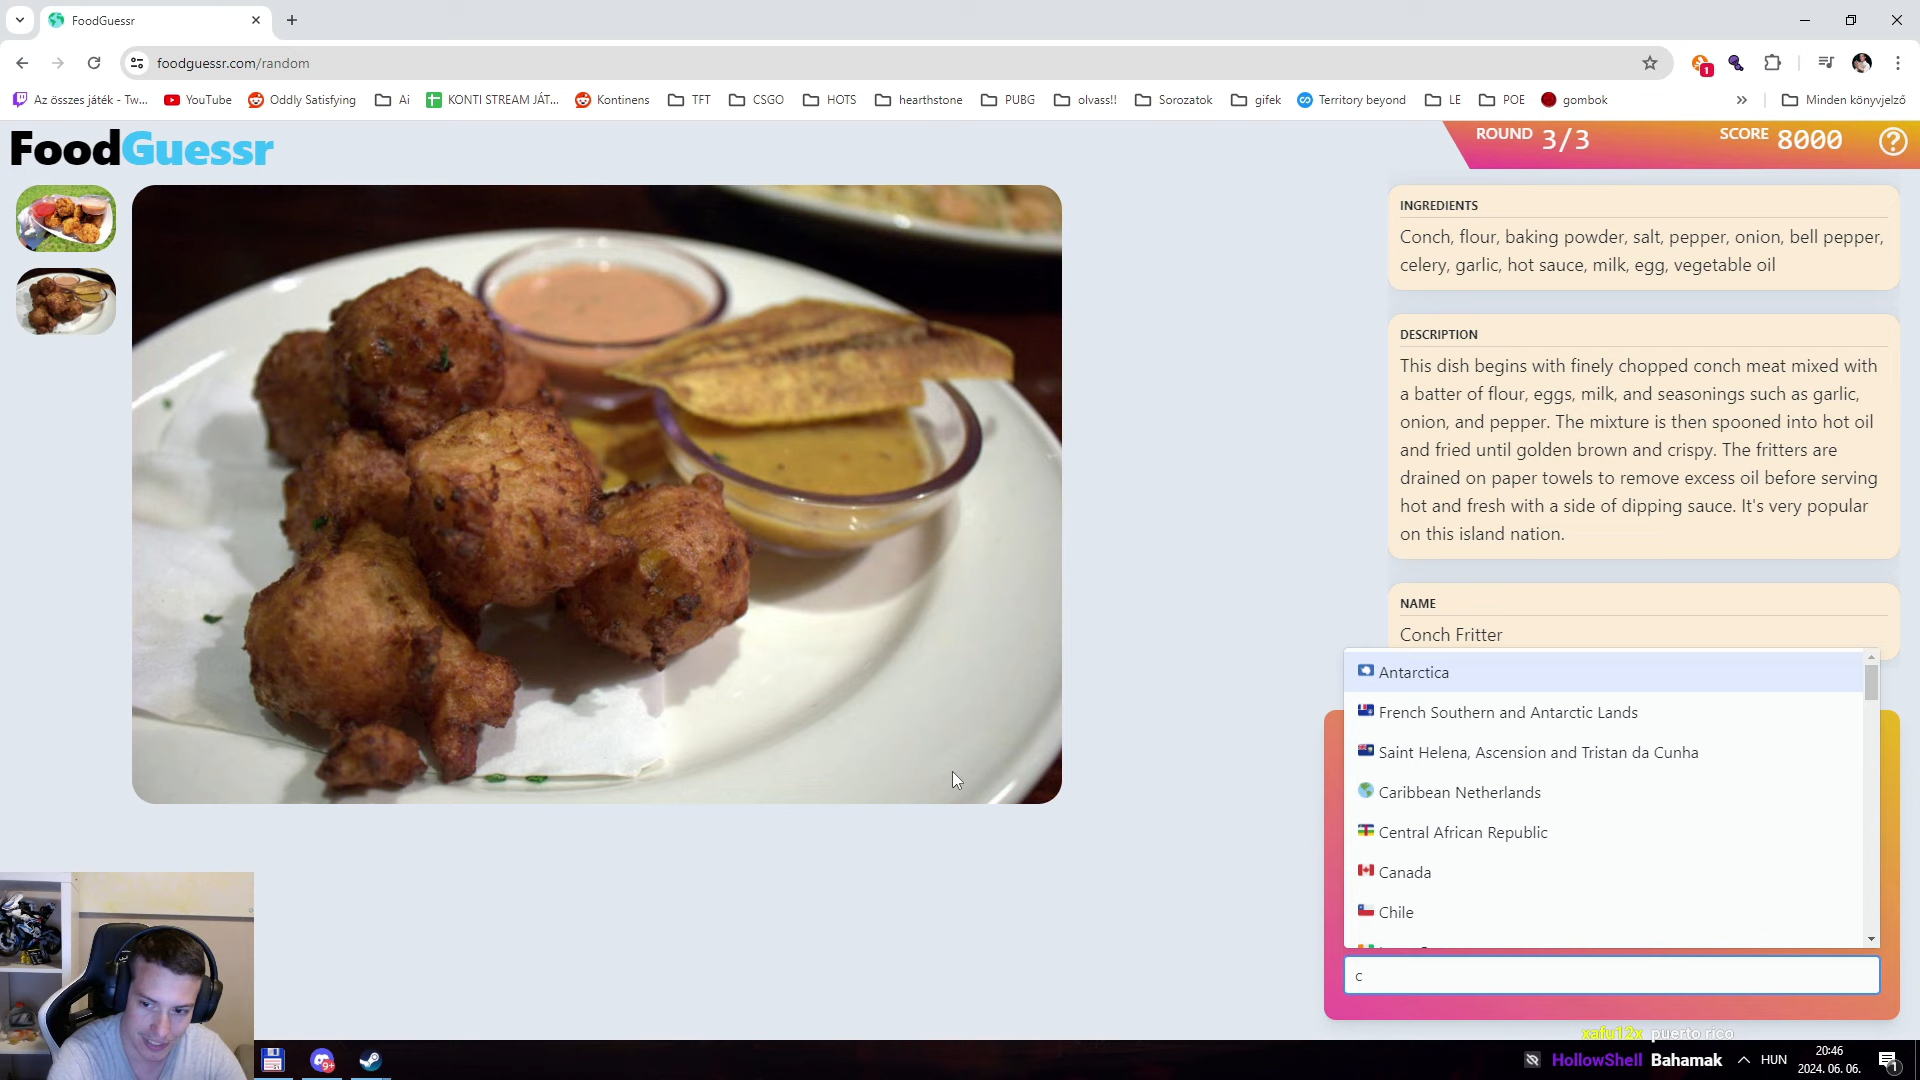 FoodGuessr
foodguessr.com/random
1
Az összes játék - Tw...
YouTube
Oddly Satisfying
Ai
KONTI STREAM JÁT...
Kontinens
TFT
CSGO
HOTS
hearthstone
PUBG
olvass!!
Sorozatok
gifek
Territory beyond
LE
POE
gombok
Minden könyvjelző
FoodGuessr
ROUND 3/3
SCORE 8000
INGREDIENTS
Conch, flour, baking powder, salt, pepper, onion, bell pepper,
celery, garlic, hot sauce, milk, egg, vegetable oil
DESCRIPTION
This dish begins with finely chopped conch meat mixed with
a batter of flour, eggs, milk, and seasonings such as garlic,
onion, and pepper. The mixture is then spooned into hot oil
and fried until golden brown and crispy. The fritters are
drained on paper towels to remove excess oil before serving
hot and fresh with a side of dipping sauce. It's very popular
on this island nation.
NAME
Conch Fritter
Antarctica
French Southern and Antarctic Lands
Saint Helena, Ascension and Tristan da Cunha
Caribbean Netherlands
Central African Republic
Canada
Chile
c
xafu12x puerto rico
9+
HollowShell Bahamak
HUN
20:46
2024. 06. 06.
1